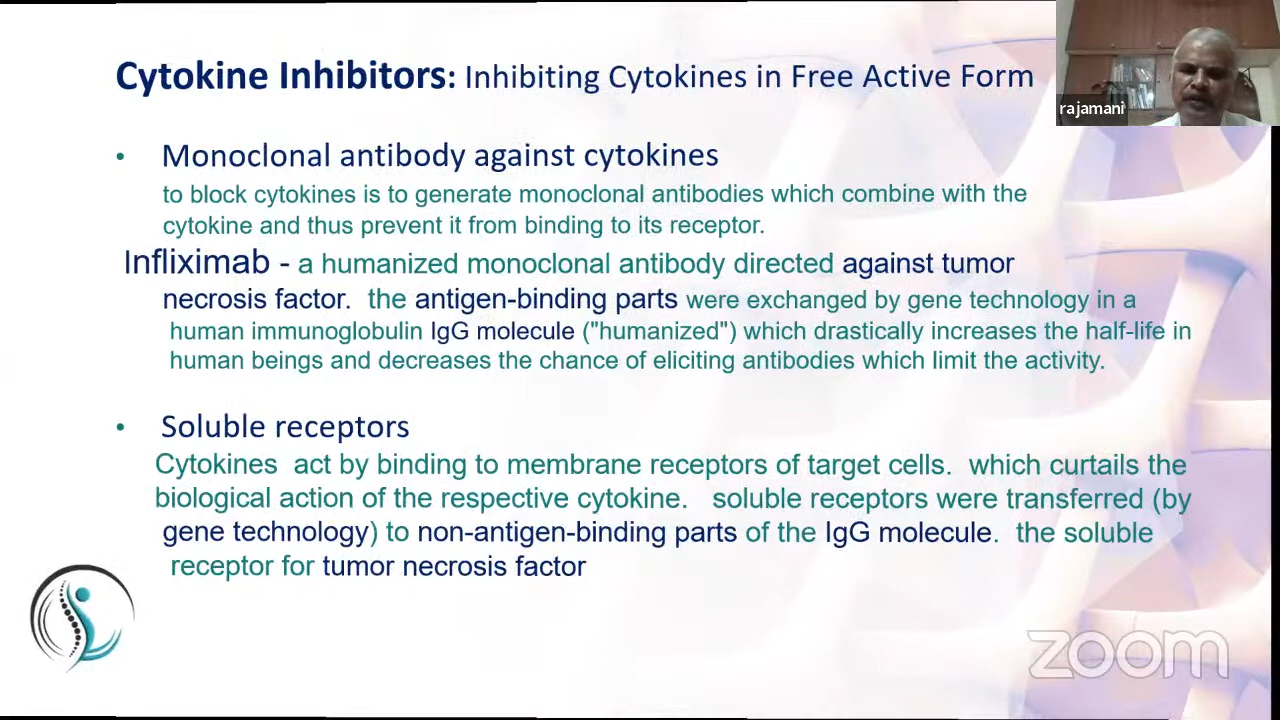 Cytokine Inhibitors: Inhibiting Cytokines in Free Active Form
rajamani
• Monoclonal antibody against cytokines
to block cytokines is to generate monoclonal antibodies which combine with the
cytokine and thus prevent it from binding to its receptor.
Infliximab - a humanized monoclonal antibody directed against tumor
necrosis factor. the antigen-binding parts were exchanged by gene technology in a
human immunoglobulin IgG molecule ("humanized") which drastically increases the half-life in
human beings and decreases the chance of eliciting antibodies which limit the activity.
• Soluble receptors
Cytokines act by binding to membrane receptors of target cells. which curtails the
biological action of the respective cytokine. soluble receptors were transferred (by
gene technology) to non-antigen-binding parts of the IgG molecule. the soluble
receptor for tumor necrosis factor
zoom